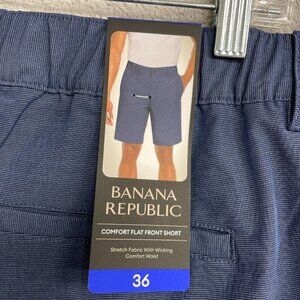 BANANA
REPUBLIC
COMFORT FLAT FRONT SHORT
Stretch Fabric With Wicking
Comfort Waist
36